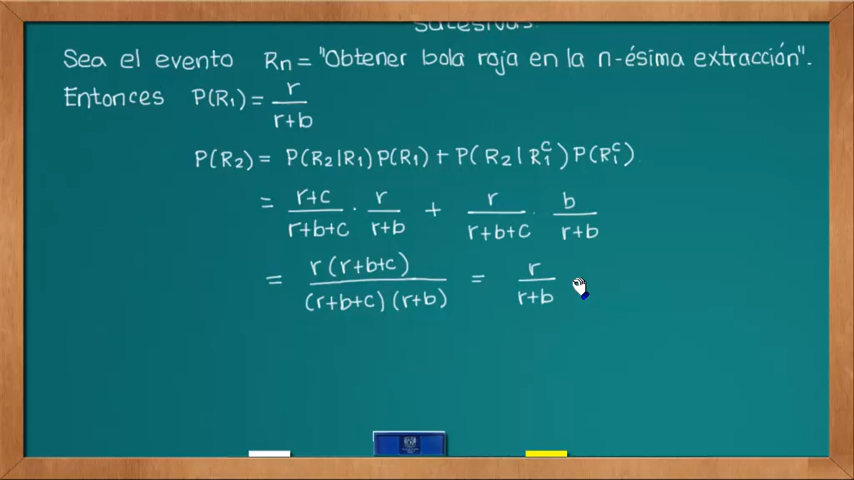 sucesivas.
Sea el evento Rn = "Obtener bola roja en la n-ésima extracción".
Entonces P(R₁) = r/(r+b)
P(R₂) = P(R₂|R₁)P(R₁) + P(R₂|R₁ᶜ)P(R₁ᶜ)
= (r+c)/(r+b+c) · r/(r+b) + r/(r+b+c) · b/(r+b)
= r(r+b+c)/((r+b+c)(r+b)) = r/(r+b)